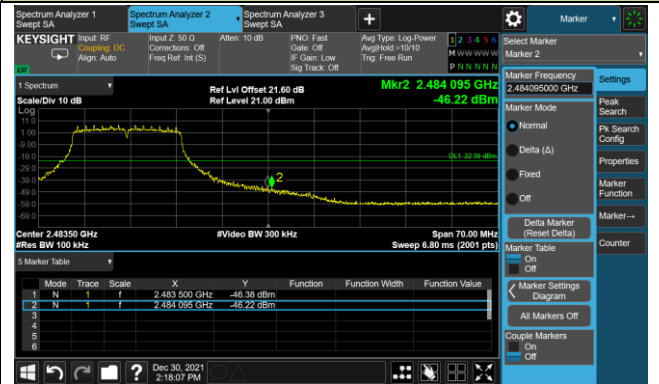 Spectrum Analyzer 1
Swept SA
Spectrum Analyzer 2
Swept SA
Spectrum Analyzer 3
Swept SA
Marker
KEYSIGHT
Input: RF
Coupling: DC
Align: Auto
Input Z: 50 Ω
Corrections: Off
Freq Ref: Int (S)
Atten: 10 dB
PNO: Fast
Gate: Off
IF Gain: Low
Sig Track: Off
Avg Type: Log-Power
Avg|Hold:>10/10
Trig: Free Run
1 2 3 4 5 6
M W W W W W
P N N N N N
Select Marker
Marker 2
1 Spectrum
Scale/Div 10 dB
Ref Lvl Offset 21.60 dB
Ref Level 21.00 dBm
Mkr2 2.484 095 GHz
-46.22 dBm
Log
11.0
1.00
-9.00
-19.0
-29.0
-39.0
-49.0
-59.0
-69.0
DL1 -22.59 dBm
2
Center 2.48350 GHz
#Res BW 100 kHz
#Video BW 300 kHz
Span 70.00 MHz
Sweep 6.80 ms (2001 pts)
5 Marker Table
Mode Trace Scale X Y Function Function Width Function Value
1 N 1 f 2.483 500 GHz -46.38 dBm
2 N 1 f 2.484 095 GHz -46.22 dBm
3
4
5
6
Marker Frequency
2.484095000 GHz
Marker Mode
Normal
Delta (Δ)
Fixed
Off
Delta Marker
(Reset Delta)
Marker Table
On
Off
Marker Settings
Diagram
All Markers Off
Couple Markers
On
Off
Settings
Peak
Search
Pk Search
Config
Properties
Marker
Function
Marker→
Counter
Dec 30, 2021
2:18:07 PM